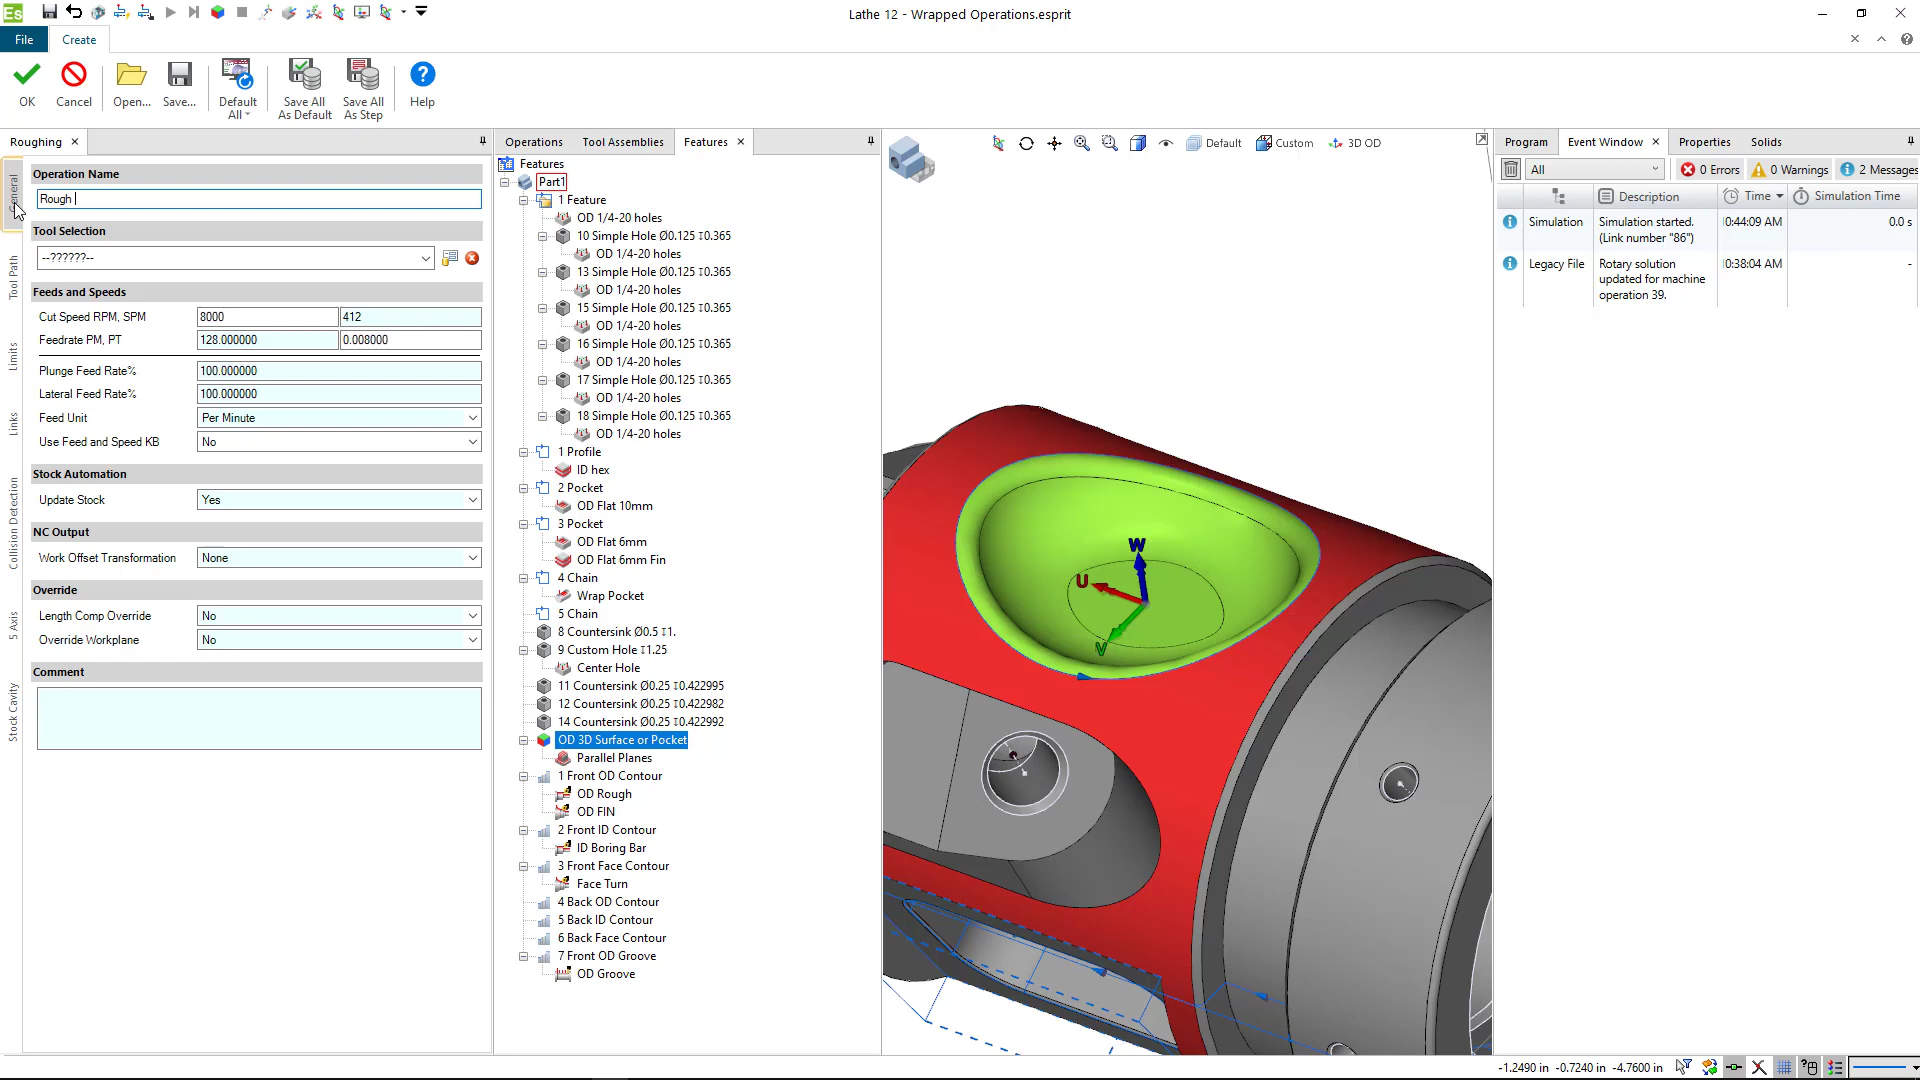 Es
Lathe 12 - Wrapped Operations.esprit
File
Create
OK
Cancel
Open...
Save...
Default
All
Save All
As Default
Save All
As Step
Help
Roughing
General
Tool Path
Limits
Links
Collision Detection
5 Axis
Stock Cavity
Operation Name
Rough
Tool Selection
--??????--
Feeds and Speeds
Cut Speed RPM, SPM 8000 412
Feedrate PM, PT 128.000000 0.008000
Plunge Feed Rate% 100.000000
Lateral Feed Rate% 100.000000
Feed Unit Per Minute
Use Feed and Speed KB No
Stock Automation
Update Stock Yes
NC Output
Work Offset Transformation None
Override
Length Comp Override No
Override Workplane No
Comment
Operations Tool Assemblies Features
Features
Part1
1 Feature
OD 1/4-20 holes
10 Simple Hole Ø0.125 ↧0.365
OD 1/4-20 holes
13 Simple Hole Ø0.125 ↧0.365
OD 1/4-20 holes
15 Simple Hole Ø0.125 ↧0.365
OD 1/4-20 holes
16 Simple Hole Ø0.125 ↧0.365
OD 1/4-20 holes
17 Simple Hole Ø0.125 ↧0.365
OD 1/4-20 holes
18 Simple Hole Ø0.125 ↧0.365
OD 1/4-20 holes
1 Profile
ID hex
2 Pocket
OD Flat 10mm
3 Pocket
OD Flat 6mm
OD Flat 6mm Fin
4 Chain
Wrap Pocket
5 Chain
8 Countersink Ø0.5 ↧1.
9 Custom Hole ↧1.25
Center Hole
11 Countersink Ø0.25 ↧0.422995
12 Countersink Ø0.25 ↧0.422982
14 Countersink Ø0.25 ↧0.422992
OD 3D Surface or Pocket
Parallel Planes
1 Front OD Contour
OD Rough
OD FIN
2 Front ID Contour
ID Boring Bar
3 Front Face Contour
Face Turn
4 Back OD Contour
5 Back ID Contour
6 Back Face Contour
7 Front OD Groove
OD Groove
Default Custom 3D OD
W
U
V
Program Event Window Properties Solids
All 0 Errors 0 Warnings 2 Messages
Description Time Simulation Time
Simulation Simulation started. (Link number "86") 0:44:09 AM 0.0 s
Legacy File Rotary solution updated for machine operation 39. 0:38:04 AM -
-1.2490 in -0.7240 in -4.7600 in